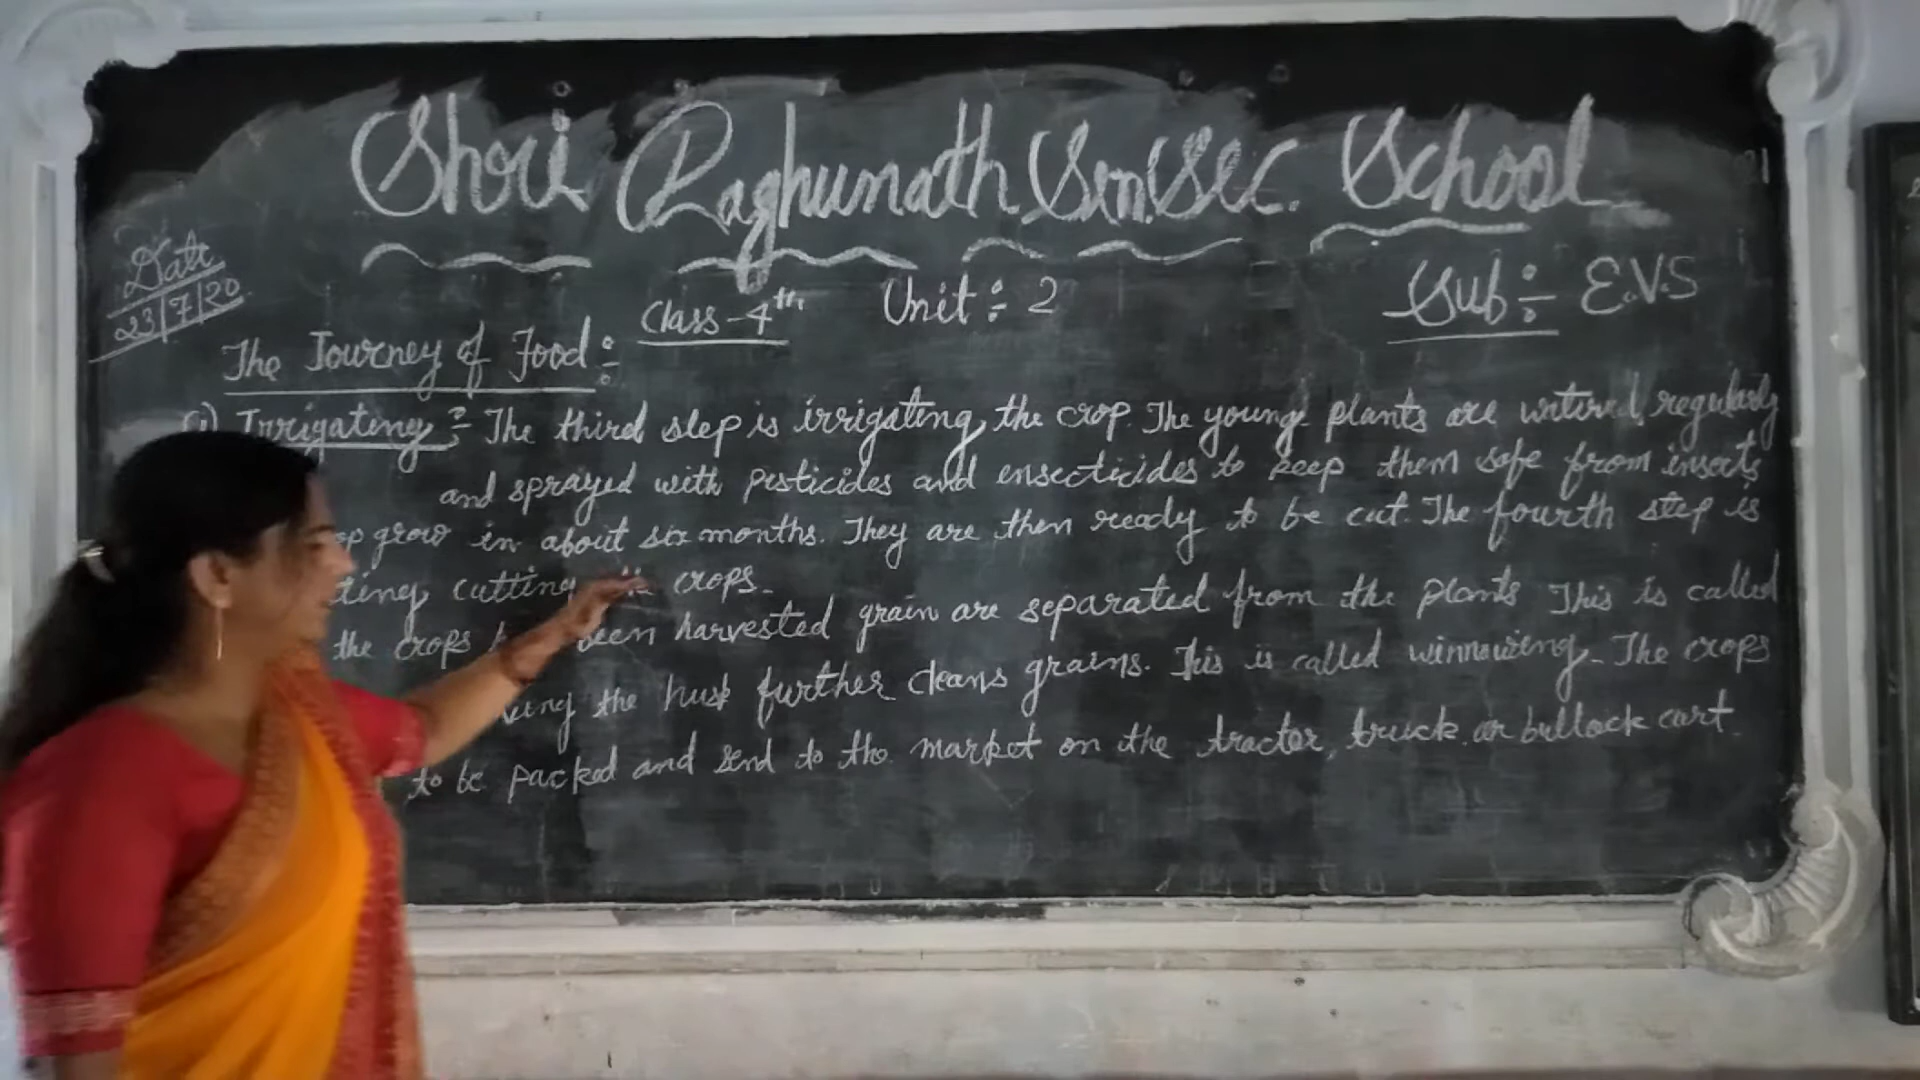 Shri Raghunath Sen. Sec. School
Date
23/7/20
Class - 4th Unit :- 2 Sub :- E.V.S
The Journey of Food :-
Irrigating :- The third step is irrigating the crop. The young plants are watered regularly
and sprayed with pesticides and ensecticides to keep them safe from insects
grow in about six months. They are then ready to be cut. The fourth step is
cutting crops.
the crops been harvested grain are separated from the plants This is called
the husk further cleans grains. This is called winnowing. The crops
to be packed and send to the market on the tractor, truck or bullock cart.